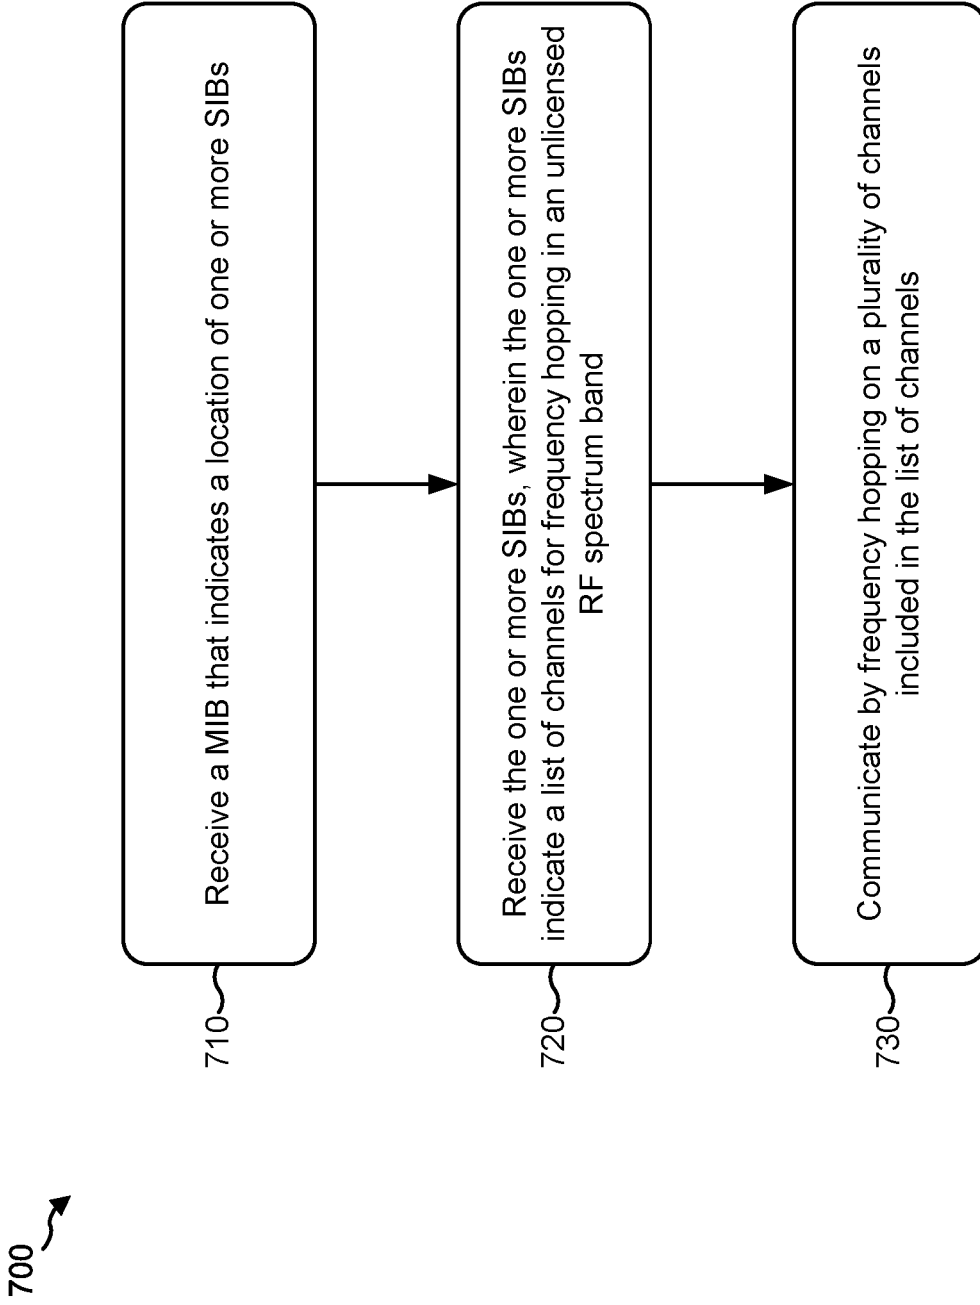 700
710
Receive a MIB that indicates a location of one or more SIBs
720
Receive the one or more SIBs, wherein the one or more SIBs
indicate a list of channels for frequency hopping in an unlicensed
RF spectrum band
730
Communicate by frequency hopping on a plurality of channels
included in the list of channels